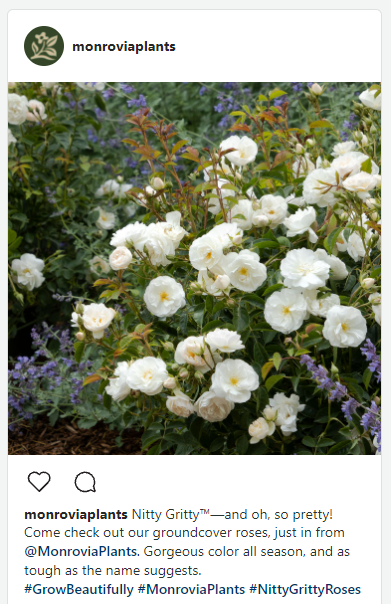 monroviaplants
monroviaplants Nitty Gritty™—and oh, so pretty!
Come check out our groundcover roses, just in from
@MonroviaPlants. Gorgeous color all season, and as
tough as the name suggests.
#GrowBeautifully #MonroviaPlants #NittyGrittyRoses